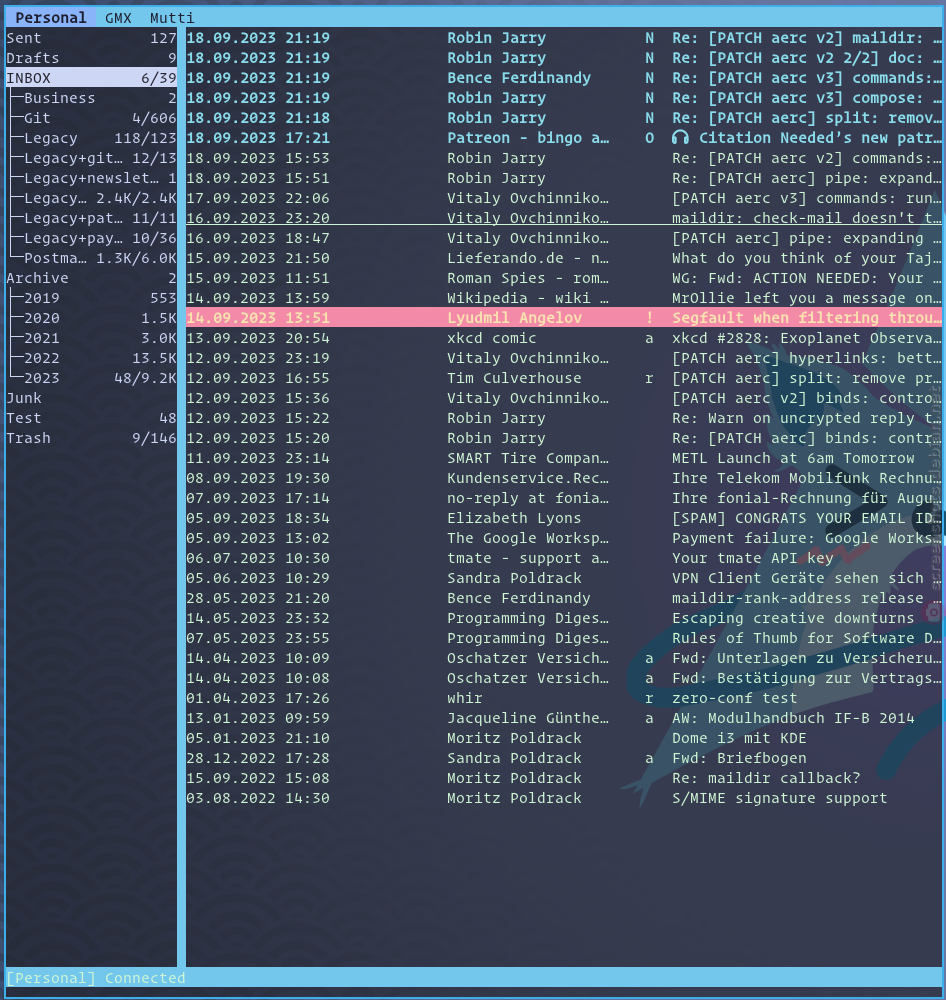 Personal GMX Mutti
Sent 127 18.09.2023 21:19 Robin Jarry N Re: [PATCH aerc v2] maildir: …
Drafts 9 18.09.2023 21:19 Robin Jarry N Re: [PATCH aerc v2 2/2] doc: …
INBOX 6/39 18.09.2023 21:19 Bence Ferdinandy N Re: [PATCH aerc v3] commands:…
Business 2 18.09.2023 21:19 Robin Jarry N Re: [PATCH aerc v3] compose: …
Git 4/606 18.09.2023 21:18 Robin Jarry N Re: [PATCH aerc] split: remov…
Legacy 118/123 18.09.2023 17:21 Patreon - bingo a… O 🎧 Citation Needed’s new patr…
Legacy+git… 12/13 18.09.2023 15:53 Robin Jarry Re: [PATCH aerc v2] commands:…
Legacy+newslet… 1 18.09.2023 15:51 Robin Jarry Re: [PATCH aerc] pipe: expand…
Legacy… 2.4K/2.4K 17.09.2023 22:06 Vitaly Ovchinniko… [PATCH aerc v3] commands: run…
Legacy+pat… 11/11 16.09.2023 23:20 Vitaly Ovchinniko… maildir: check-mail doesn't t…
Legacy+pay… 10/36 16.09.2023 18:47 Vitaly Ovchinniko… [PATCH aerc] pipe: expanding …
Postma… 1.3K/6.0K 15.09.2023 21:50 Lieferando.de - n… What do you think of your Taj…
Archive 2 15.09.2023 11:51 Roman Spies - rom… WG: Fwd: ACTION NEEDED: Your …
2019 553 14.09.2023 13:59 Wikipedia - wiki … MrOllie left you a message on…
2020 1.5K 14.09.2023 13:51 Lyudmil Angelov ! Segfault when filtering throu…
2021 3.0K 13.09.2023 20:54 xkcd comic a xkcd #2828: Exoplanet Observa…
2022 13.5K 12.09.2023 23:19 Vitaly Ovchinniko… [PATCH aerc] hyperlinks: bett…
2023 48/9.2K 12.09.2023 16:55 Tim Culverhouse r [PATCH aerc] split: remove pr…
Junk 12.09.2023 15:36 Vitaly Ovchinniko… [PATCH aerc v2] binds: contro…
Test 48 12.09.2023 15:22 Robin Jarry Re: Warn on uncrypted reply t…
Trash 9/146 12.09.2023 15:20 Robin Jarry Re: [PATCH aerc] binds: contr…
11.09.2023 23:14 SMART Tire Compan… METL Launch at 6am Tomorrow
08.09.2023 19:30 Kundenservice.Rec… Ihre Telekom Mobilfunk Rechnu…
07.09.2023 17:14 no-reply at fonia… Ihre fonial-Rechnung für Augu…
05.09.2023 18:34 Elizabeth Lyons [SPAM] CONGRATS YOUR EMAIL ID…
05.09.2023 13:02 The Google Worksp… Payment failure: Google Works…
06.07.2023 10:30 tmate - support a… Your tmate API key
05.06.2023 10:29 Sandra Poldrack VPN Client Geräte sehen sich …
28.05.2023 21:20 Bence Ferdinandy maildir-rank-address release …
14.05.2023 23:32 Programming Diges… Escaping creative downturns
07.05.2023 23:55 Programming Diges… Rules of Thumb for Software D…
14.04.2023 10:09 Oschatzer Versich… a Fwd: Unterlagen zu Versicheru…
14.04.2023 10:08 Oschatzer Versich… a Fwd: Bestätigung zur Vertrags…
01.04.2023 17:26 whir r zero-conf test
13.01.2023 09:59 Jacqueline Günthe… a AW: Modulhandbuch IF-B 2014
05.01.2023 21:10 Moritz Poldrack Dome i3 mit KDE
28.12.2022 17:28 Sandra Poldrack a Fwd: Briefbogen
15.09.2022 15:08 Moritz Poldrack Re: maildir callback?
03.08.2022 14:30 Moritz Poldrack S/MIME signature support
[Personal] Connected
screenshots.debian.net